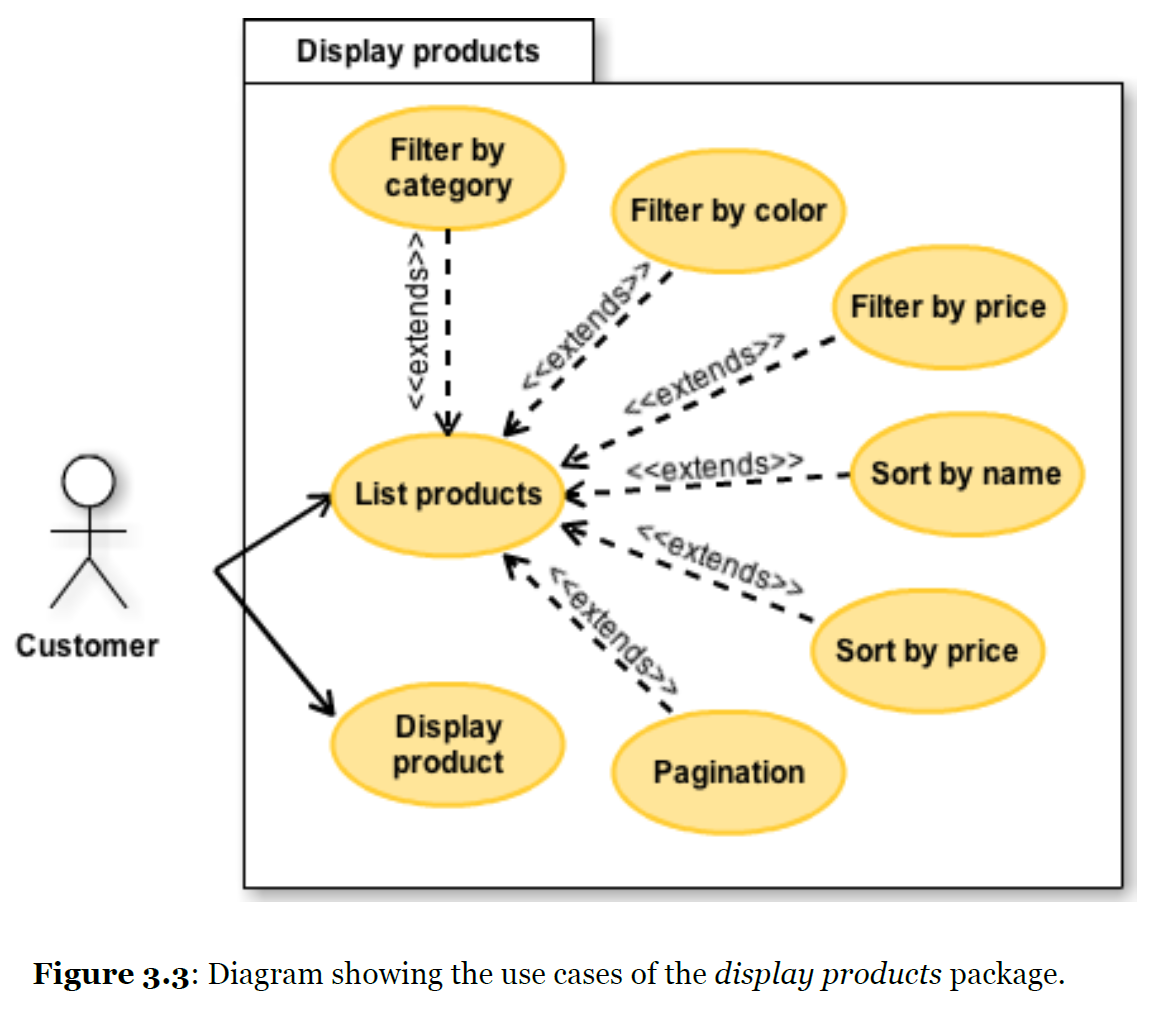 Display products
Filter by
category
Filter by color
Filter by price
<<extends>>
<<extends>>
<<extends>>
<<extends>>
Sort by name
List products
<<extends>>
<<extends>>
Customer
Sort by price
Display
product
Pagination
Figure 3.3: Diagram showing the use cases of the display products package.